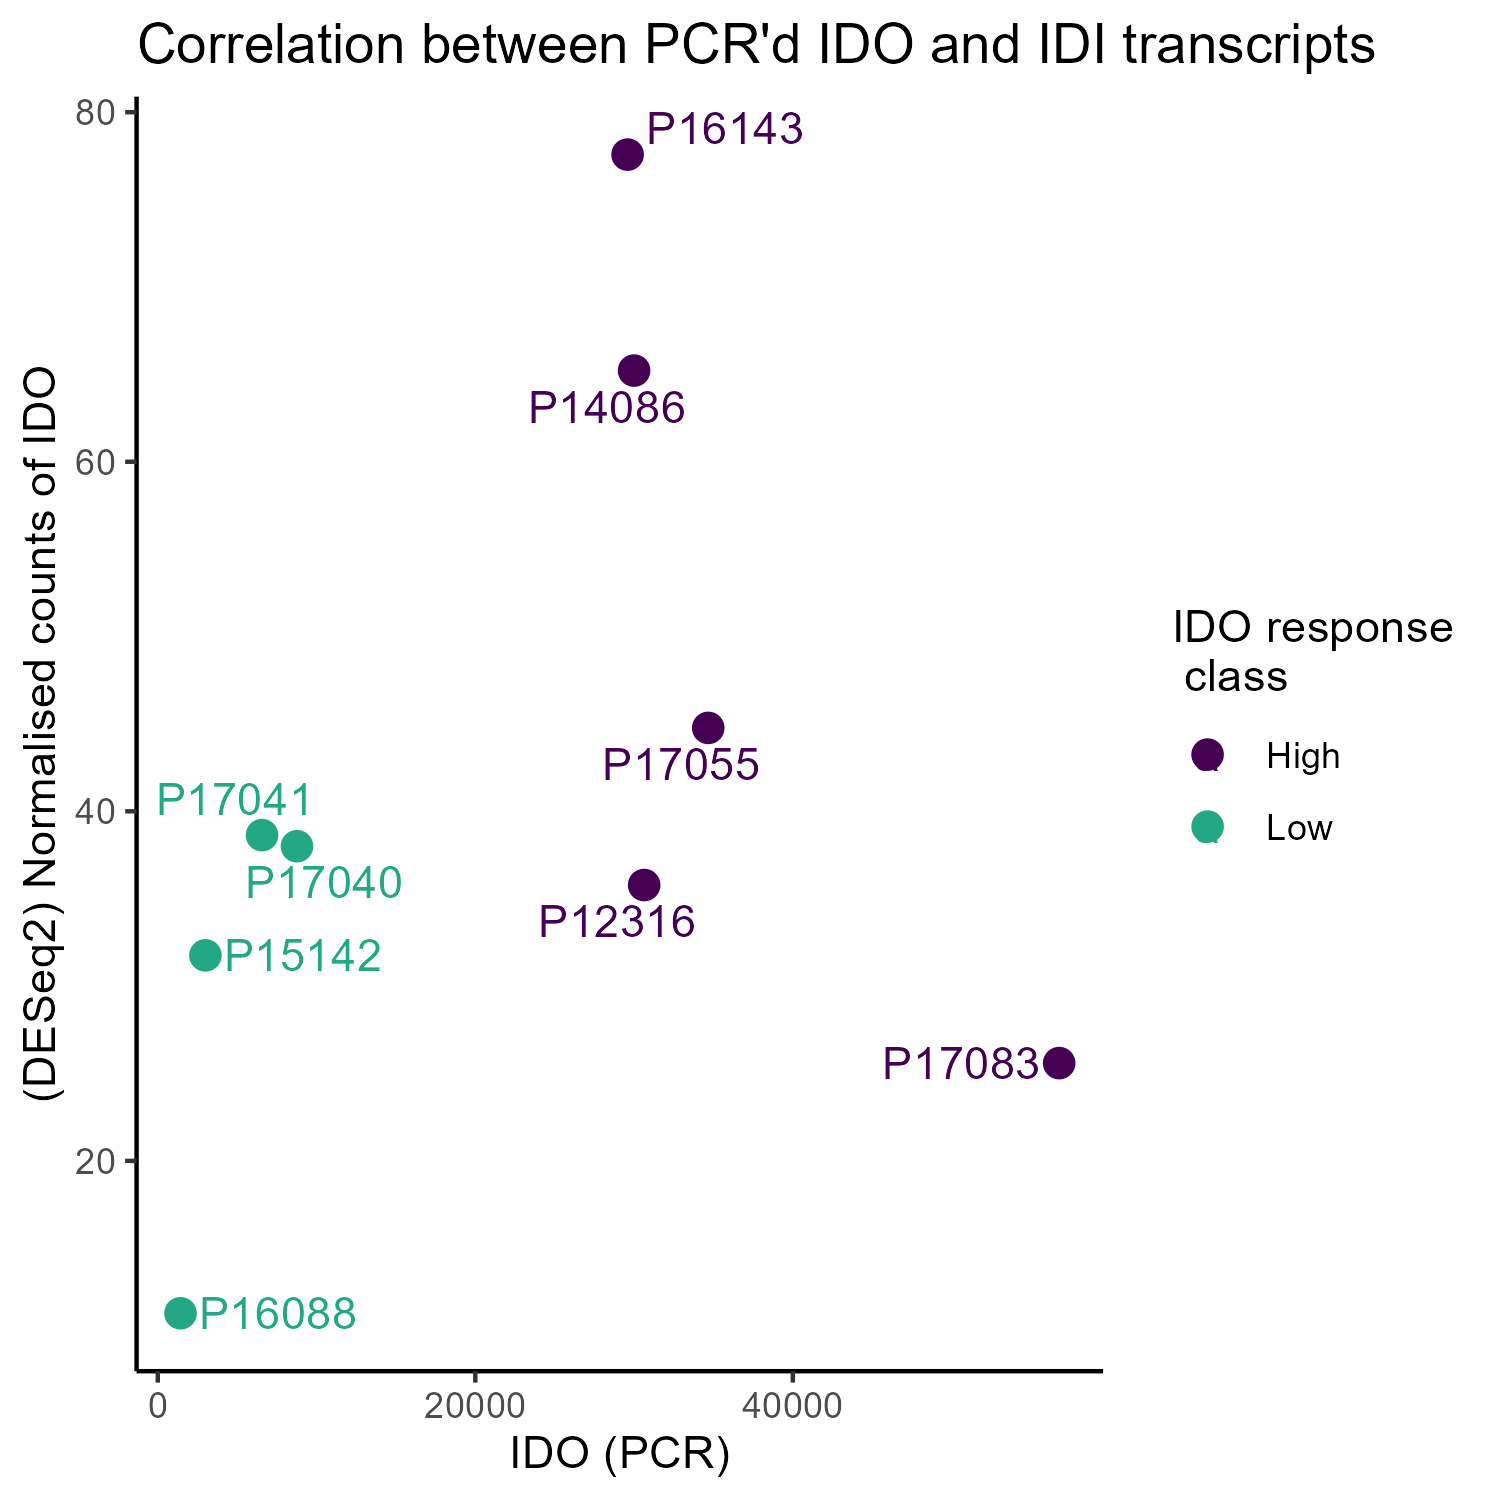 Correlation between PCR'd IDO and IDI transcripts
80
60
40
20
(DESeq2) Normalised counts of IDO
P16143
P14086
P17055
P17041
P17040
P12316
P15142
P17083
P16088
0
20000
40000
IDO (PCR)
IDO response
class
High
Low